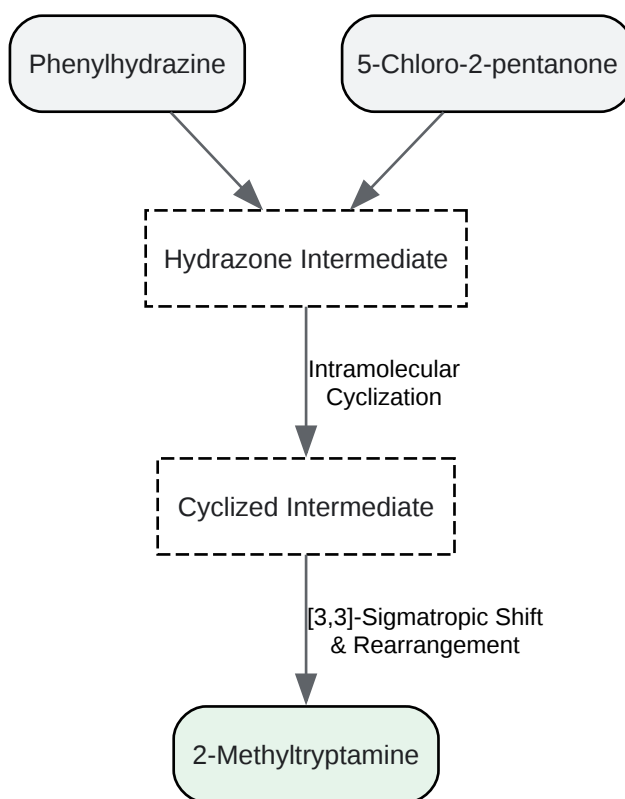 Phenylhydrazine
5-Chloro-2-pentanone
Hydrazone Intermediate
Intramolecular
Cyclization
Cyclized Intermediate
[3,3]-Sigmatropic Shift
& Rearrangement
2-Methyltryptamine